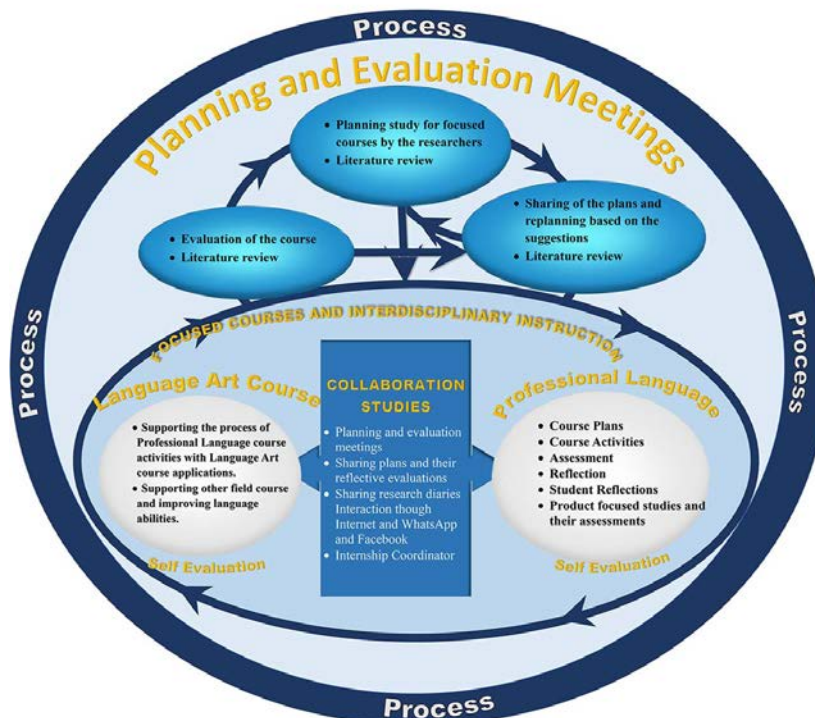 Process
Planning and Evaluation Meetings
• Planning study for focused
courses by the researchers
• Literature review
• Evaluation of the course
• Literature review
• Sharing of the plans and
replanning based on the
suggestions
• Literature review
Process
Process
FOCUSED COURSES AND INTERDISCIPLINARY INSTRUCTION
Language Art Course
• Supporting the process of
Professional Language course
activities with Language Art
course applications.
• Supporting other field course
and improving language
abilities.
Self Evaluation
COLLABORATION
STUDIES
• Planning and evaluation
meetings
• Sharing plans and their
reflective evaluations
• Sharing research diaries
Interaction though
Internet and WhatsApp
and Facebook
• Internship Coordinator
Professional Language
• Course Plans
• Course Activities
• Assessment
• Reflection
• Student Reflections
• Product focused studies and
their assessments
Self Evaluation
Process